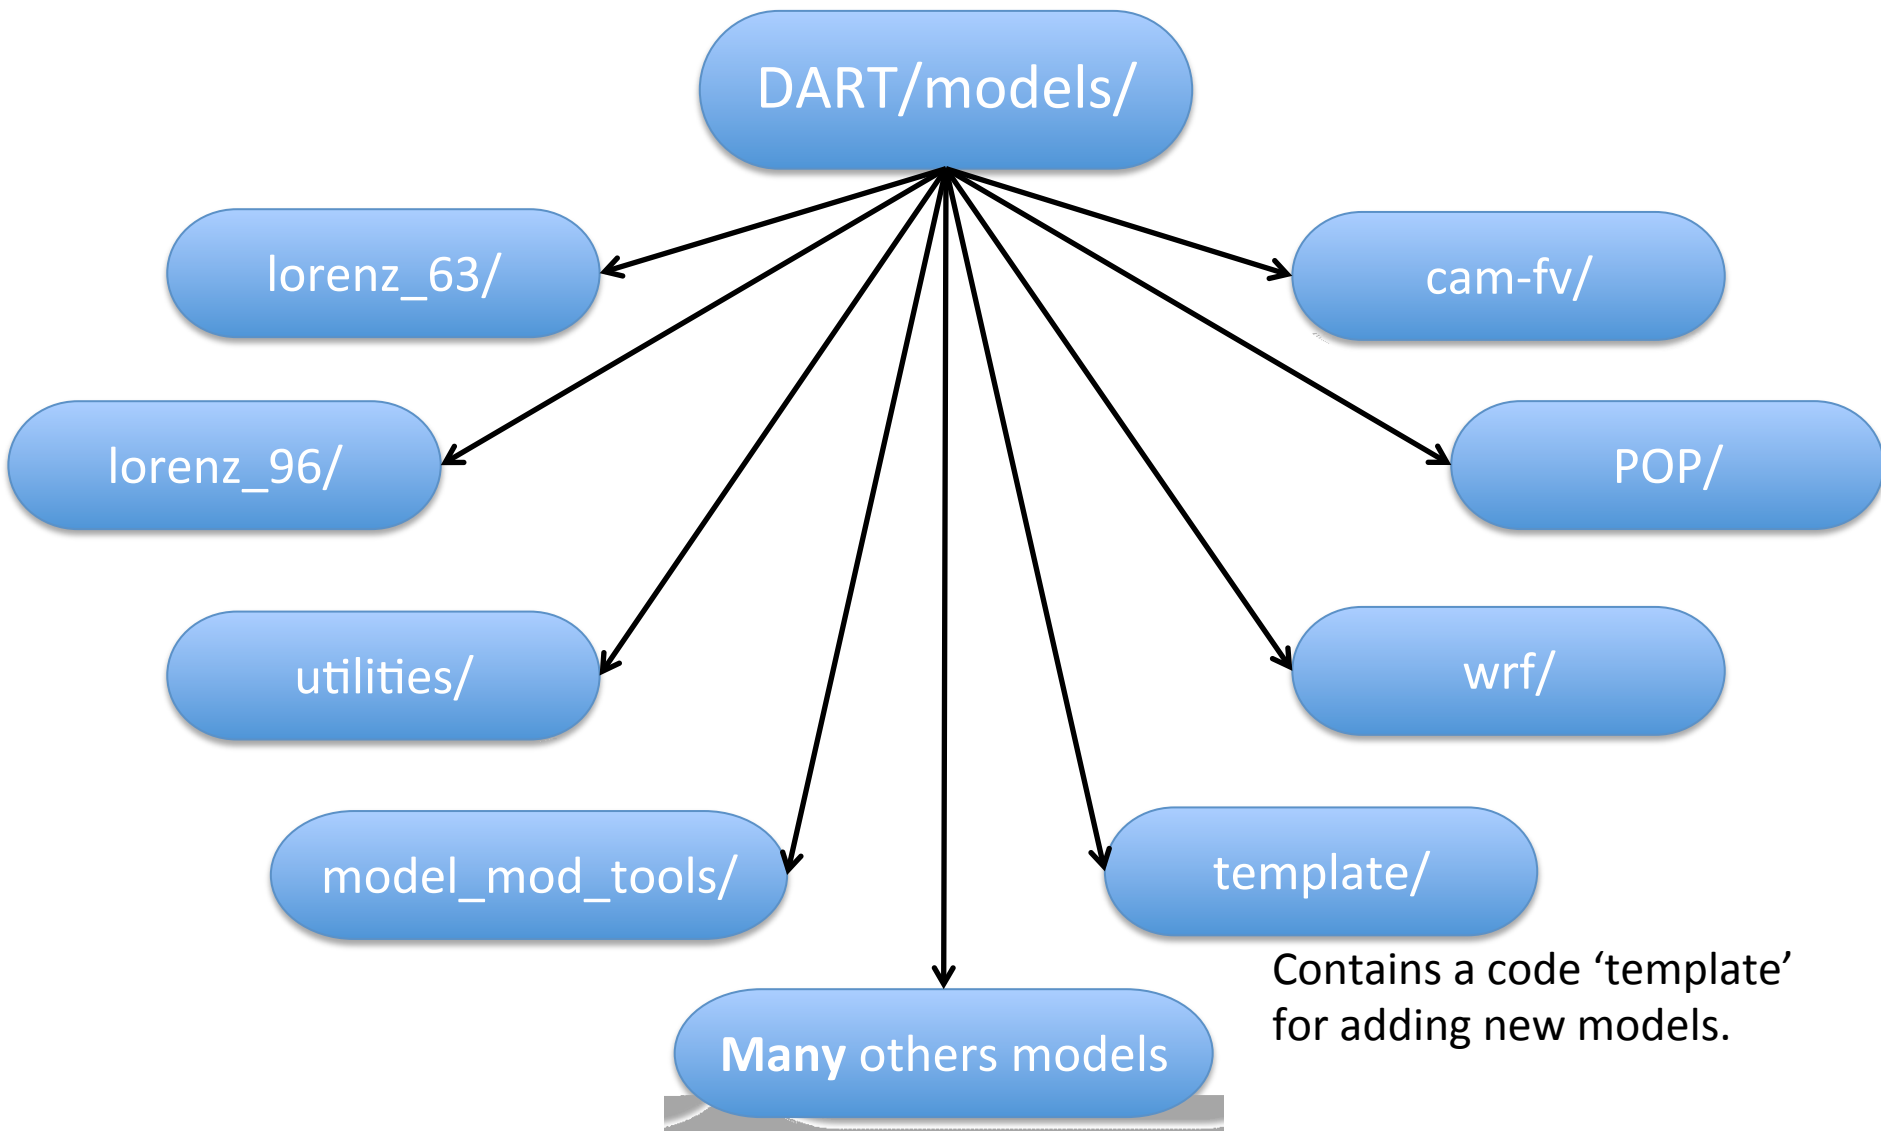 DART/models/
lorenz_63/
cam-fv/
lorenz_96/
POP/
utilities/
wrf/
model_mod_tools/
template/
Contains a code ‘template’
for adding new models.
Many others models